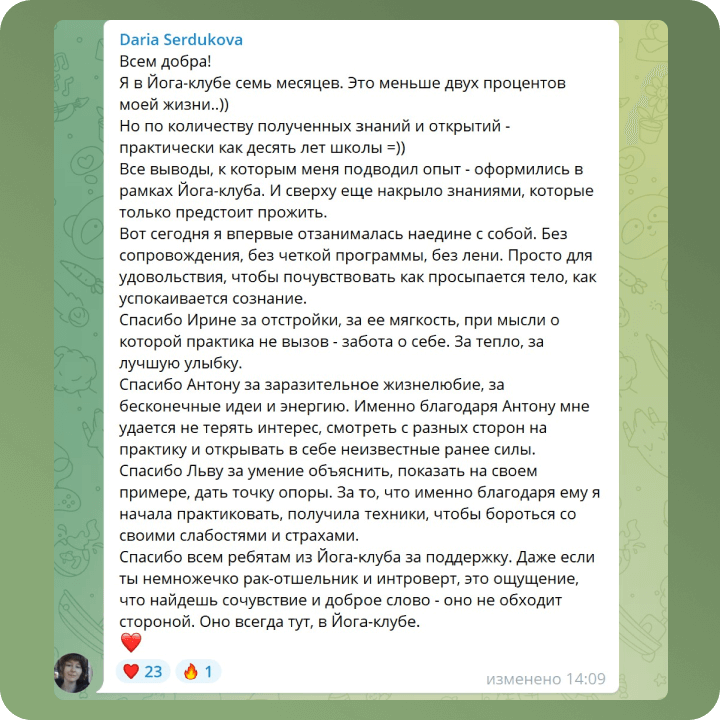 Daria Serdukova
Всем добра!
Я в Йога-клубе семь месяцев. Это меньше двух процентов
моей жизни..))
Но по количеству полученных знаний и открытий -
практически как десять лет школы =))
Все выводы, к которым меня подводил опыт - оформились в
рамках Йога-клуба. И сверху еще накрыло знаниями, которые
только предстоит прожить.
Вот сегодня я впервые отзанималась наедине с собой. Без
сопровождения, без четкой программы, без лени. Просто для
удовольствия, чтобы почувствовать как просыпается тело, как
успокаивается сознание.
Спасибо Ирине за отстройки, за ее мягкость, при мысли о
которой практика не вызов - забота о себе. За тепло, за
лучшую улыбку.
Спасибо Антону за заразительное жизнелюбие, за
бесконечные идеи и энергию. Именно благодаря Антону мне
удается не терять интерес, смотреть с разных сторон на
практику и открывать в себе неизвестные ранее силы.
Спасибо Льву за умение объяснить, показать на своем
примере, дать точку опоры. За то, что именно благодаря ему я
начала практиковать, получила техники, чтобы бороться со
своими слабостями и страхами.
Спасибо всем ребятам из Йога-клуба за поддержку. Даже если
ты немножечко рак-отшельник и интроверт, это ощущение,
что найдешь сочувствие и доброе слово - оно не обходит
стороной. Оно всегда тут, в Йога-клубе.
❤️
❤️ 23 🔥 1
изменено 14:09